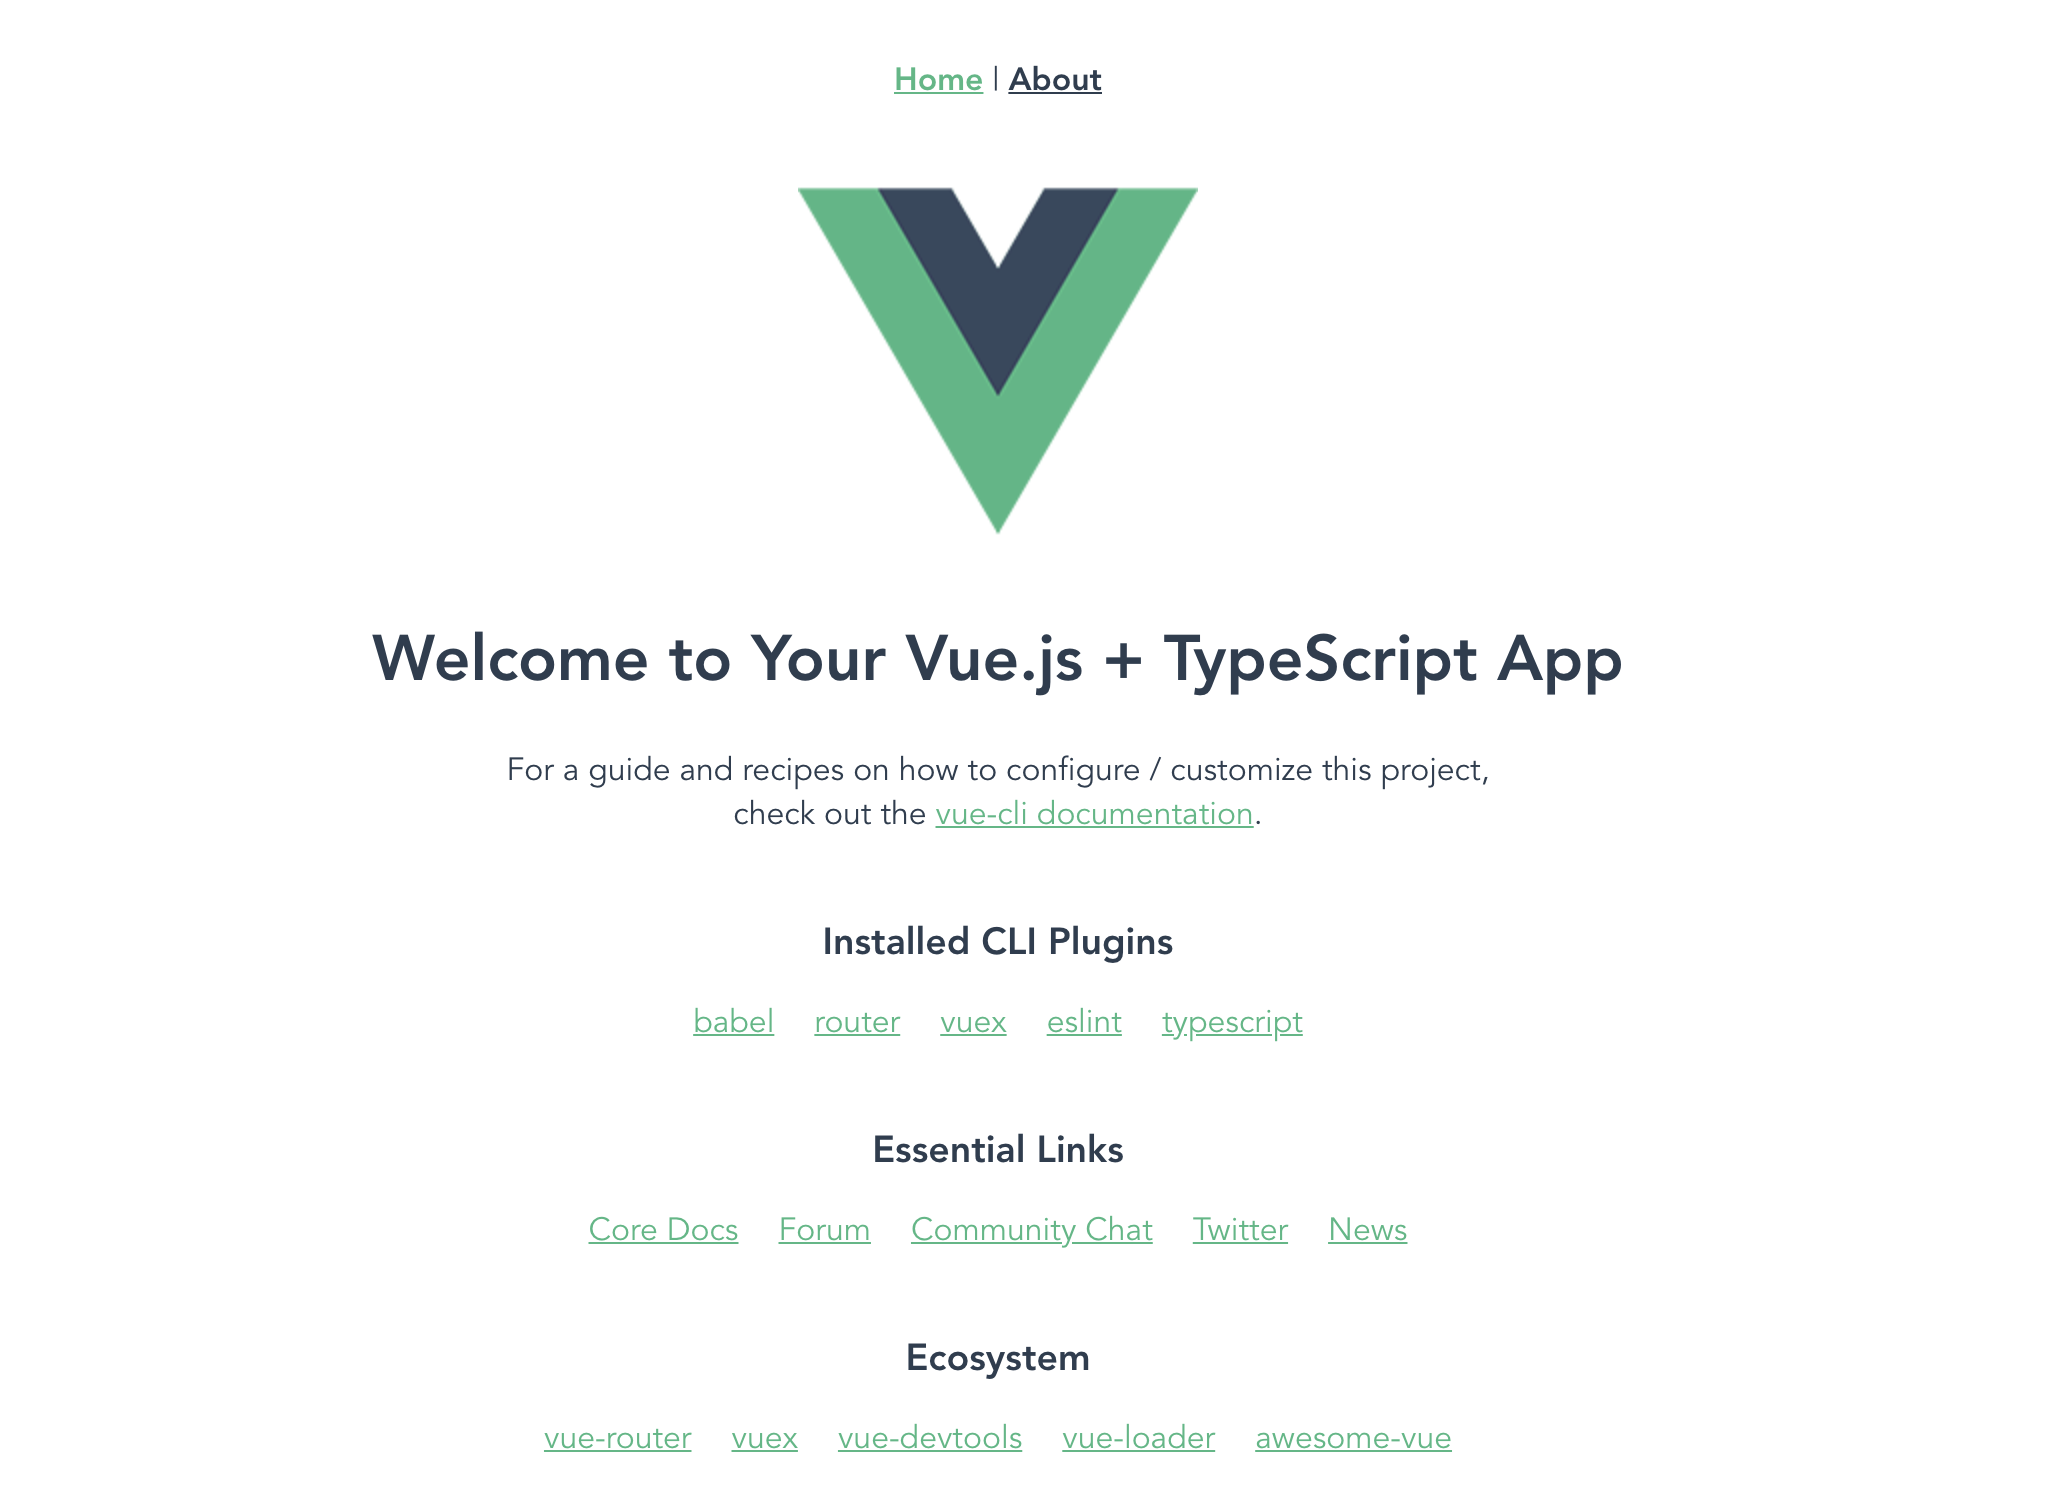 Home | About
Welcome to Your Vue.js + TypeScript App
For a guide and recipes on how to configure / customize this project,
check out the vue-cli documentation.
Installed CLI Plugins
babel router vuex eslint typescript
Essential Links
Core Docs Forum Community Chat Twitter News
Ecosystem
vue-router vuex vue-devtools vue-loader awesome-vue